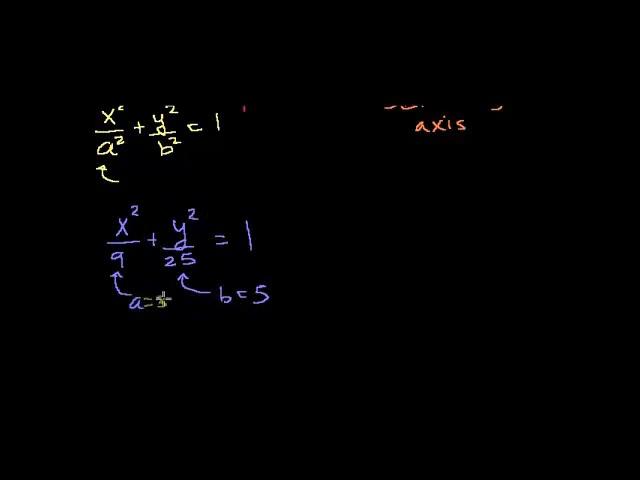 x²/a² + y²/b² = 1
axis
x²/9 + y²/25 = 1
a = b = 5